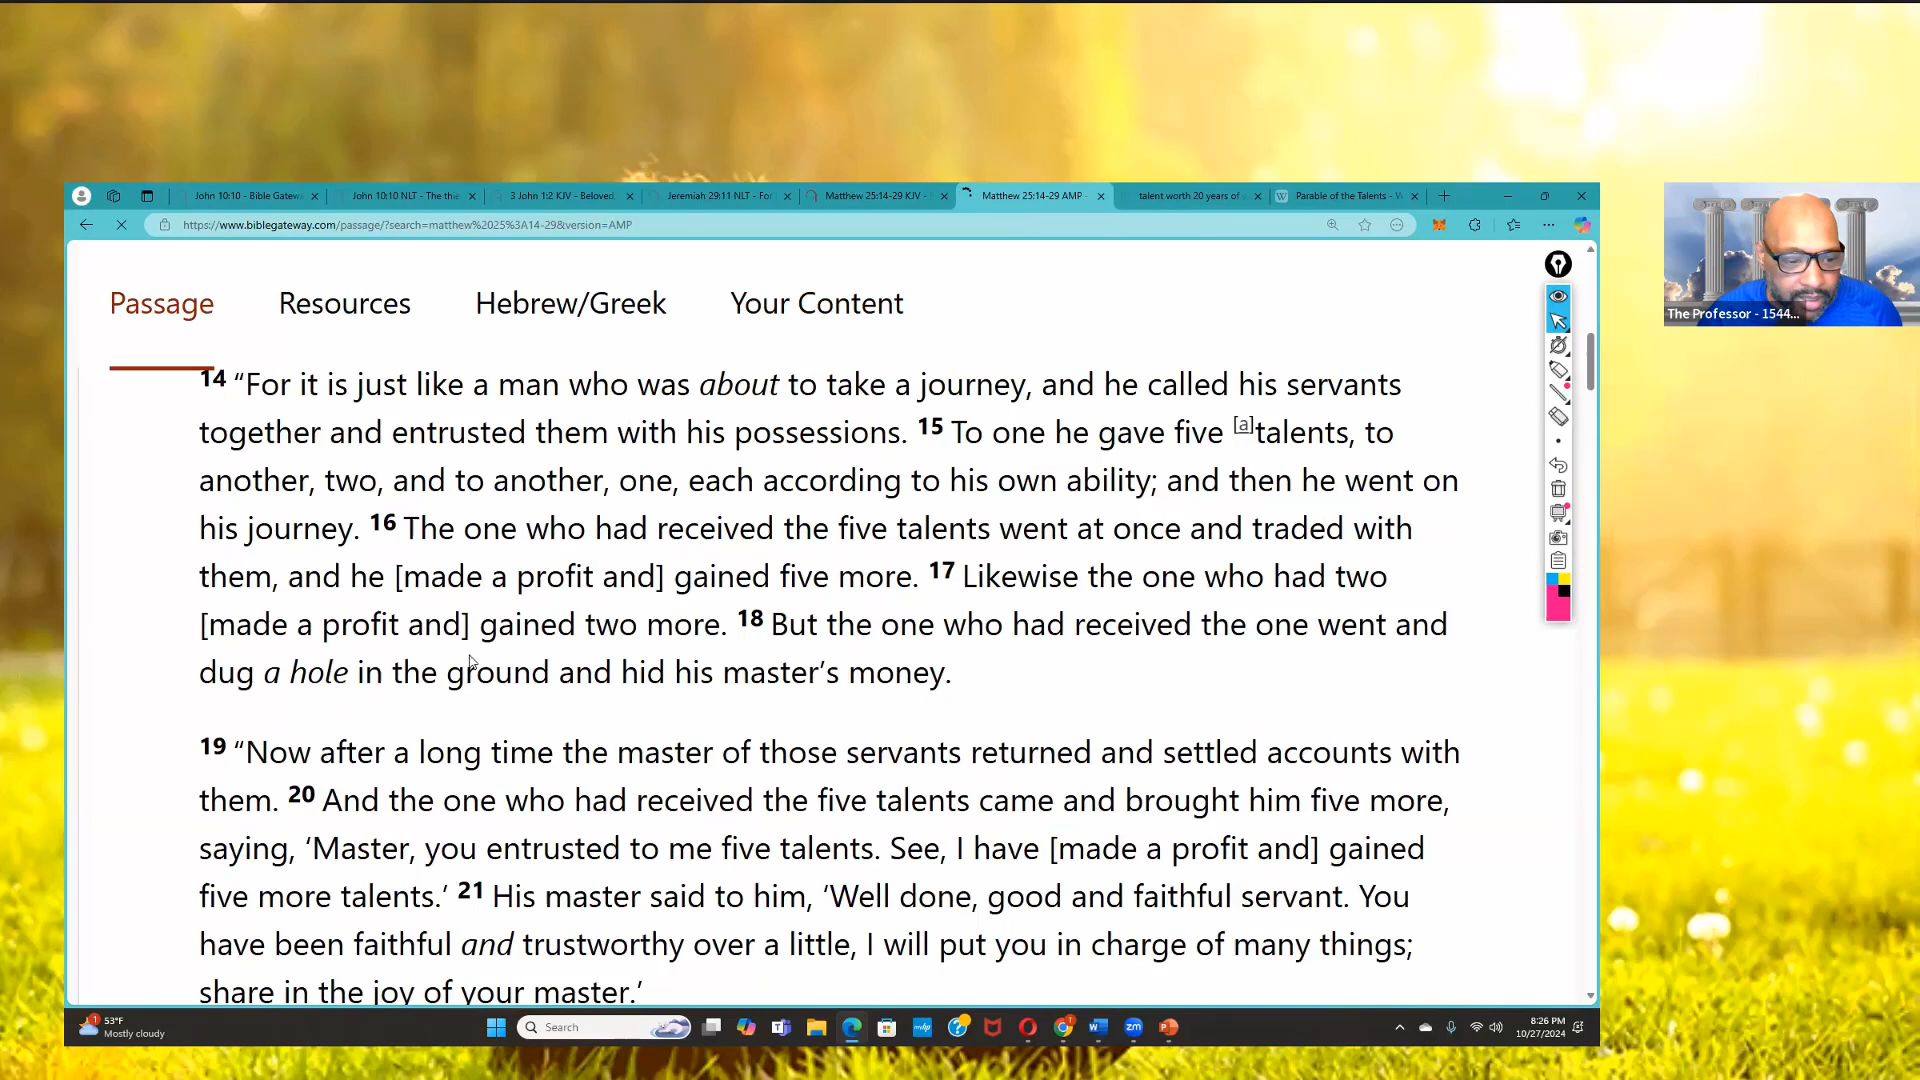 John 10:10 - Bible Gatew
John 10:10 NLT - The thie
3 John 1:2 KJV - Beloved,
Jeremiah 29:11 NLT - For
Matthew 25:14-29 KJV -
Matthew 25:14-29 AMP -
talent worth 20 years of
Parable of the Talents - W
https://www.biblegateway.com/passage/?search=matthew%2025%3A14-29&version=AMP
Passage
Resources
Hebrew/Greek
Your Content
14 “For it is just like a man who was about to take a journey, and he called his servants
together and entrusted them with his possessions. 15 To one he gave five [a]talents, to
another, two, and to another, one, each according to his own ability; and then he went on
his journey. 16 The one who had received the five talents went at once and traded with
them, and he [made a profit and] gained five more. 17 Likewise the one who had two
[made a profit and] gained two more. 18 But the one who had received the one went and
dug a hole in the ground and hid his master’s money.
19 “Now after a long time the master of those servants returned and settled accounts with
them. 20 And the one who had received the five talents came and brought him five more,
saying, ‘Master, you entrusted to me five talents. See, I have [made a profit and] gained
five more talents.’ 21 His master said to him, ‘Well done, good and faithful servant. You
have been faithful and trustworthy over a little, I will put you in charge of many things;
share in the joy of your master.’
The Professor - 1544...
1
53°F
Mostly cloudy
Search
8:26 PM
10/27/2024